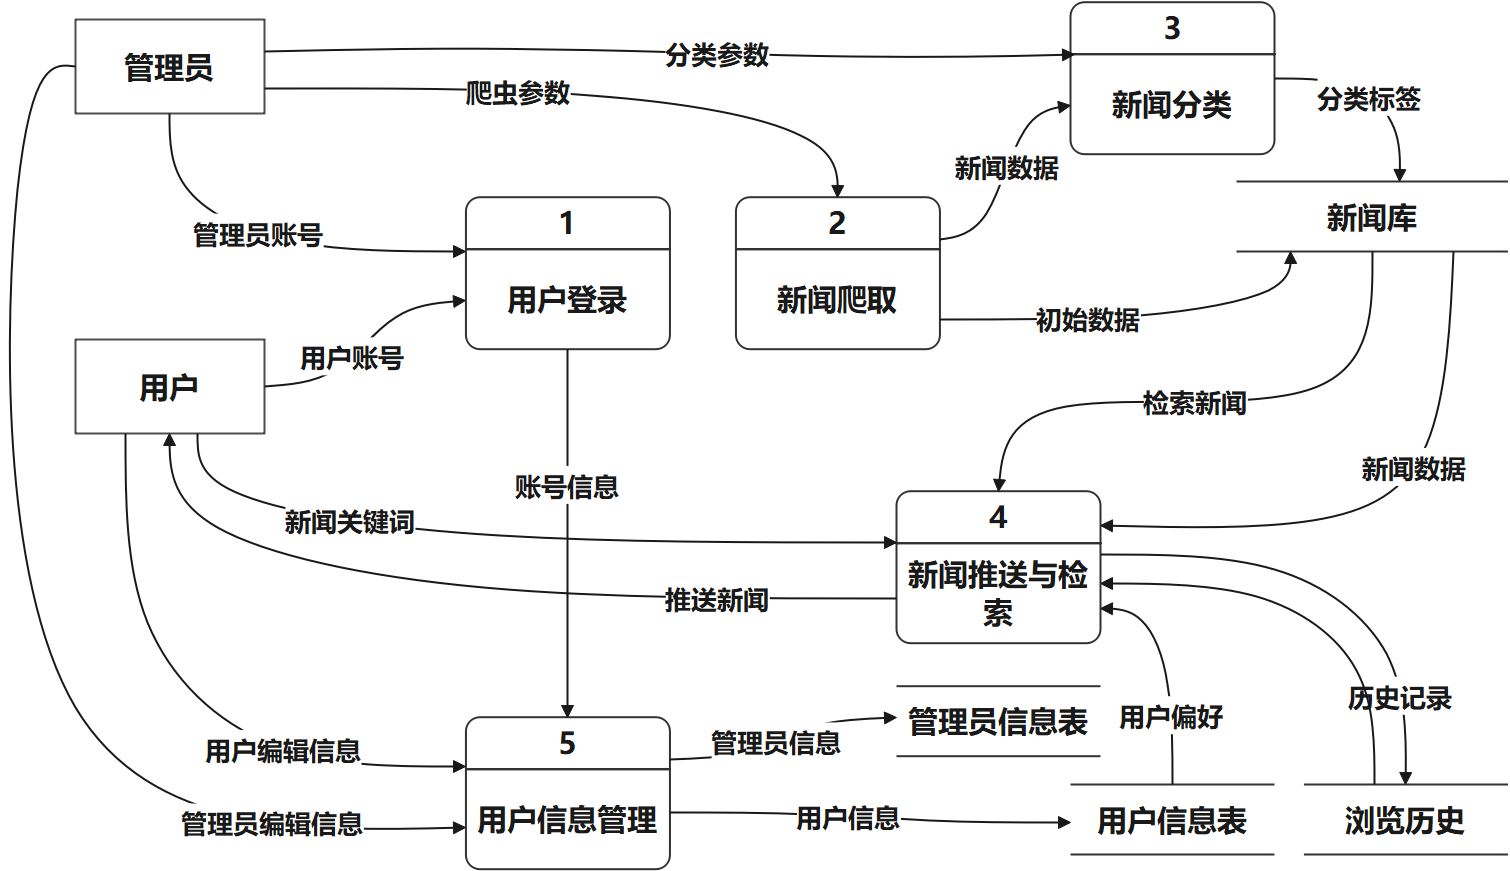 3
管理员
分类参数
爬虫参数
新闻分类
分类标签
新闻数据
1
2
新闻库
管理员账号
用户登录
新闻爬取
初始数据
用户账号
用户
检索新闻
新闻数据
账号信息
新闻关键词
4
新闻推送与检
索
推送新闻
历史记录
管理员信息表
用户偏好
5
管理员信息
用户编辑信息
用户信息管理
用户信息
用户信息表
浏览历史
管理员编辑信息